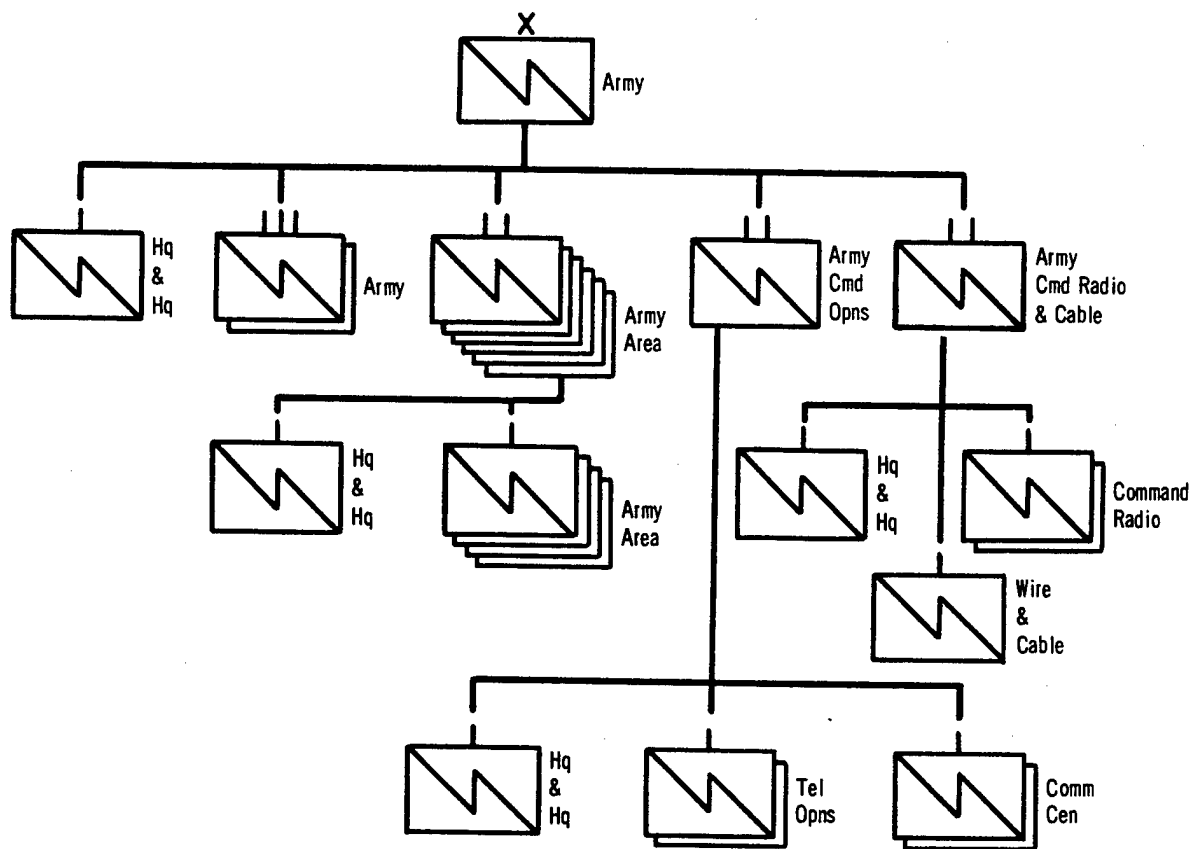 X
Army
Hq
&
Hq
Army
Army
Area
Army
Cmd
Opns
Army
Cmd Radio
& Cable
Hq
&
Hq
Army
Area
Hq
&
Hq
Command
Radio
Wire
&
Cable
Hq
&
Hq
Tel
Opns
Comm
Cen